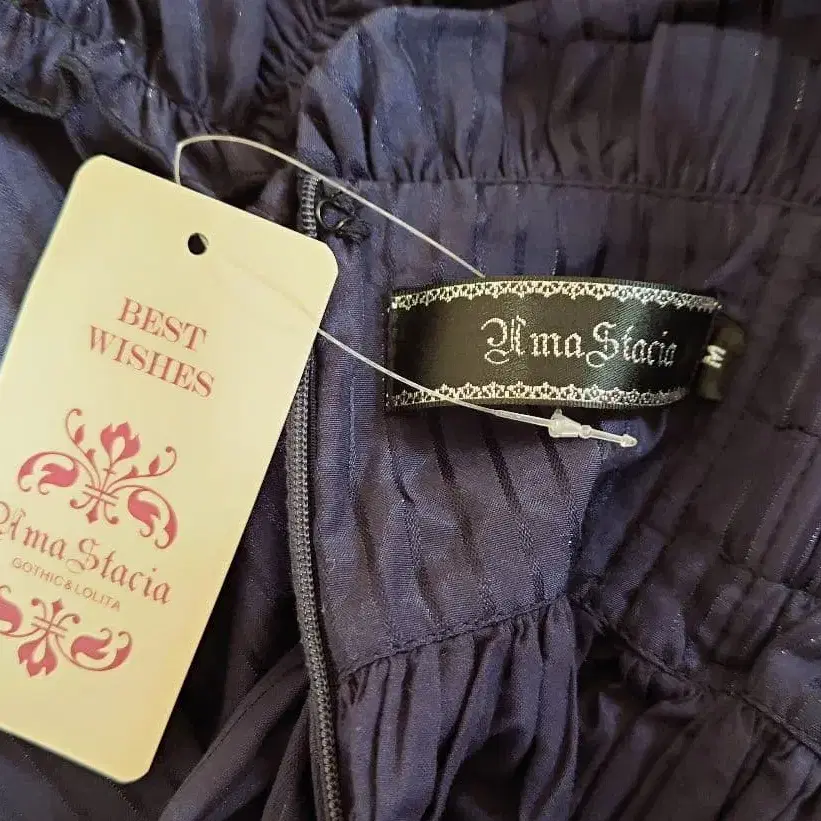 BEST
WISHES
Ama Stacia
GOTHIC & LOLITA
Ama Stacia
M